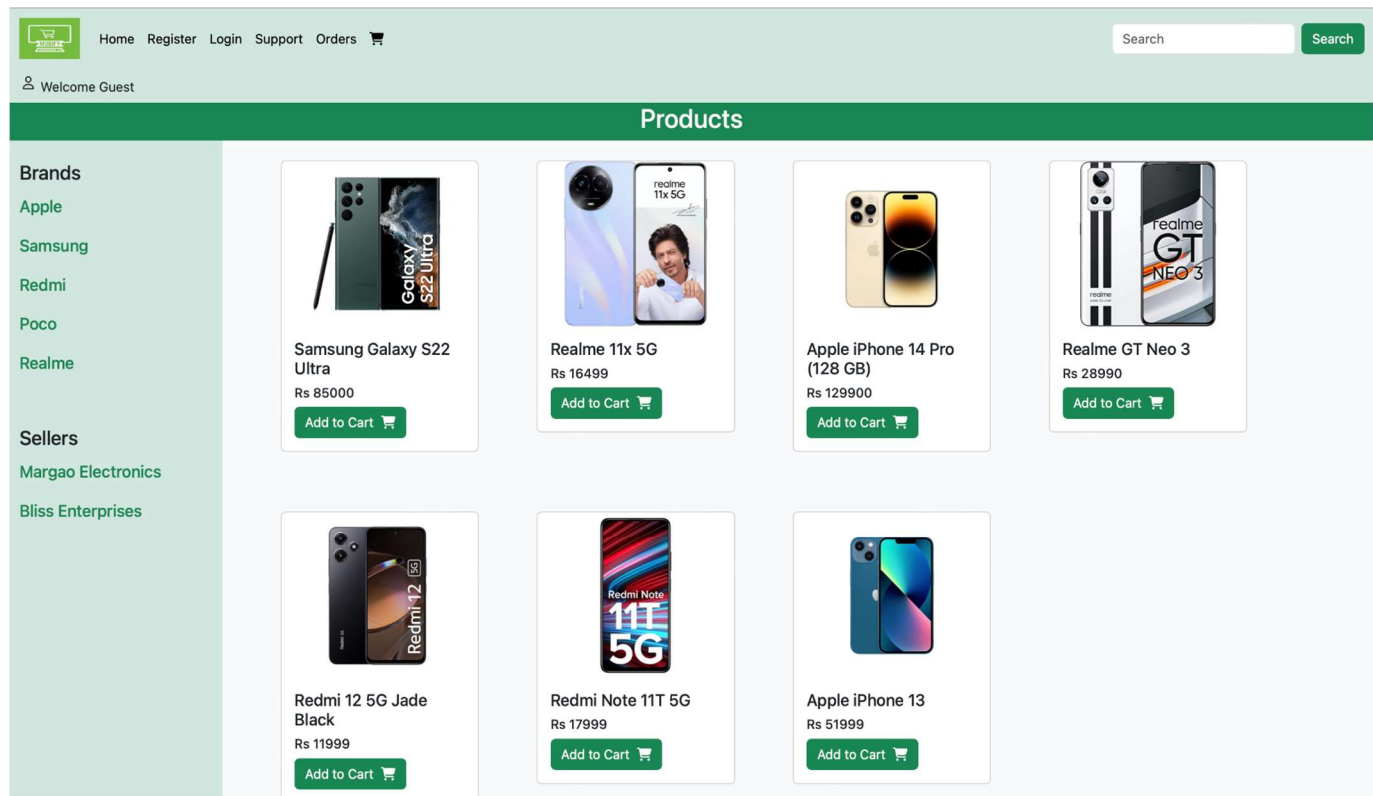 MOBIFY
Home Register Login Support Orders
Search
Search
Welcome Guest
Products
Brands
Apple
Samsung
Redmi
Poco
Realme
Sellers
Margao Electronics
Bliss Enterprises
Galaxy
S22 Ultra
Samsung Galaxy S22
Ultra
Rs 85000
Add to Cart
realme
11x 5G
Realme 11x 5G
Rs 16499
Add to Cart
Apple iPhone 14 Pro
(128 GB)
Rs 129900
Add to Cart
realme
realme
GT
NEO 3
Realme GT Neo 3
Rs 28990
Add to Cart
Redmi 12 5G
Redmi 12 5G Jade
Black
Rs 11999
Add to Cart
Redmi Note
11T
5G
Redmi Note 11T 5G
Rs 17999
Add to Cart
Apple iPhone 13
Rs 51999
Add to Cart